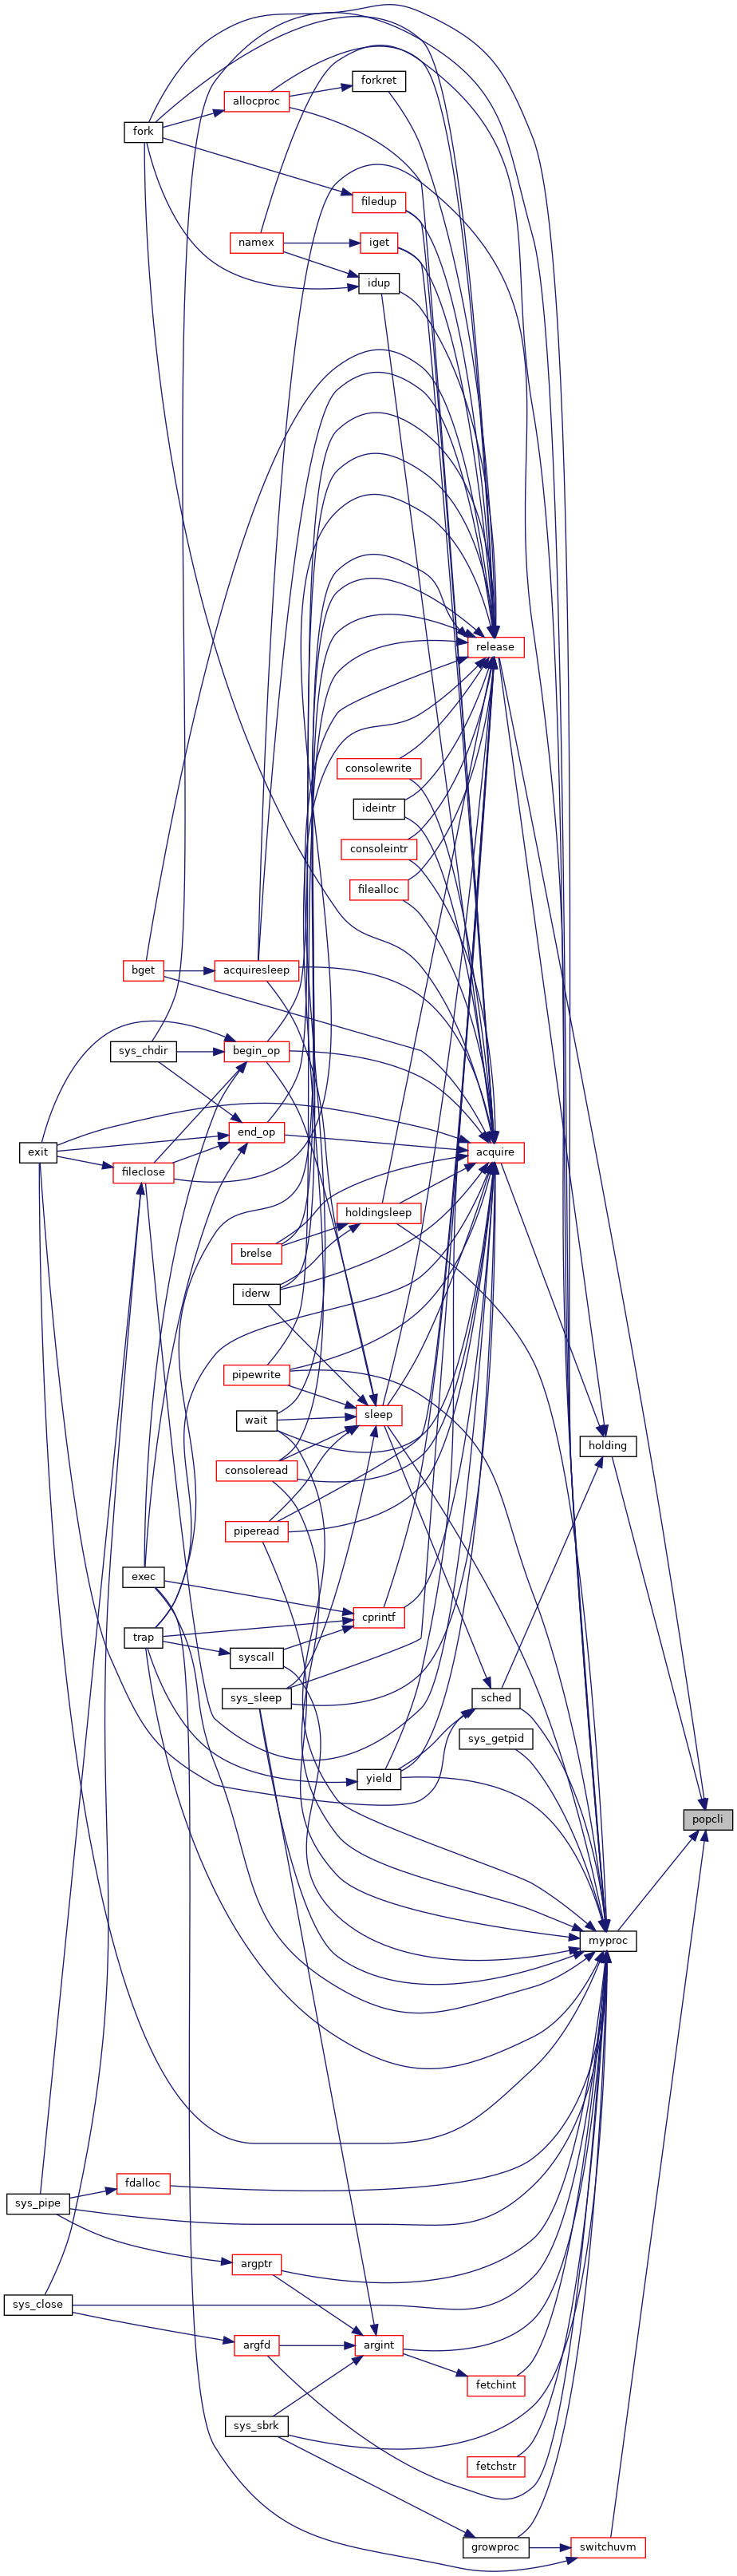 forkret
allocproc
fork
filedup
namex
iget
idup
release
consolewrite
ideintr
consoleintr
filealloc
bget
acquiresleep
sys_chdir
begin_op
end_op
exit
acquire
fileclose
holdingsleep
brelse
iderw
pipewrite
sleep
wait
holding
consoleread
piperead
exec
cprintf
trap
syscall
sys_sleep
sched
sys_getpid
yield
popcli
myproc
fdalloc
sys_pipe
argptr
sys_close
argfd
argint
fetchint
sys_sbrk
fetchstr
growproc
switchuvm